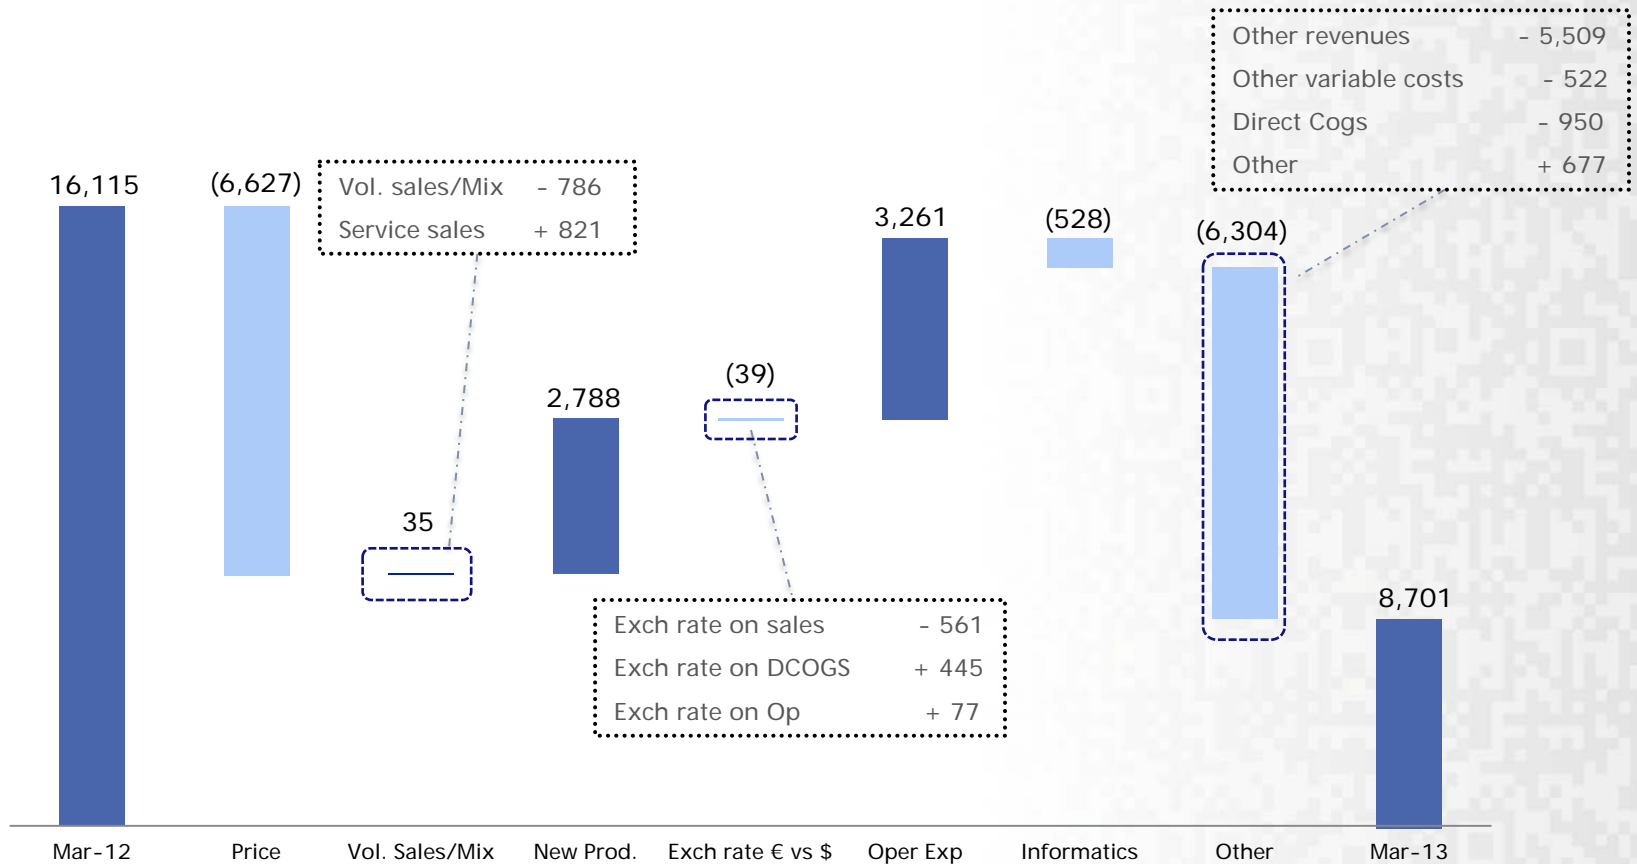 Other revenues - 5,509
Other variable costs - 522
Direct Cogs - 950
Other + 677
16,115
(6,627)
Vol. sales/Mix - 786
Service sales + 821
3,261
(528)
(6,304)
2,788
(39)
35
Exch rate on sales - 561
Exch rate on DCOGS + 445
Exch rate on Op + 77
8,701
Mar-12 Price Vol. Sales/Mix New Prod. Exch rate € vs $ Oper Exp Informatics Other Mar-13